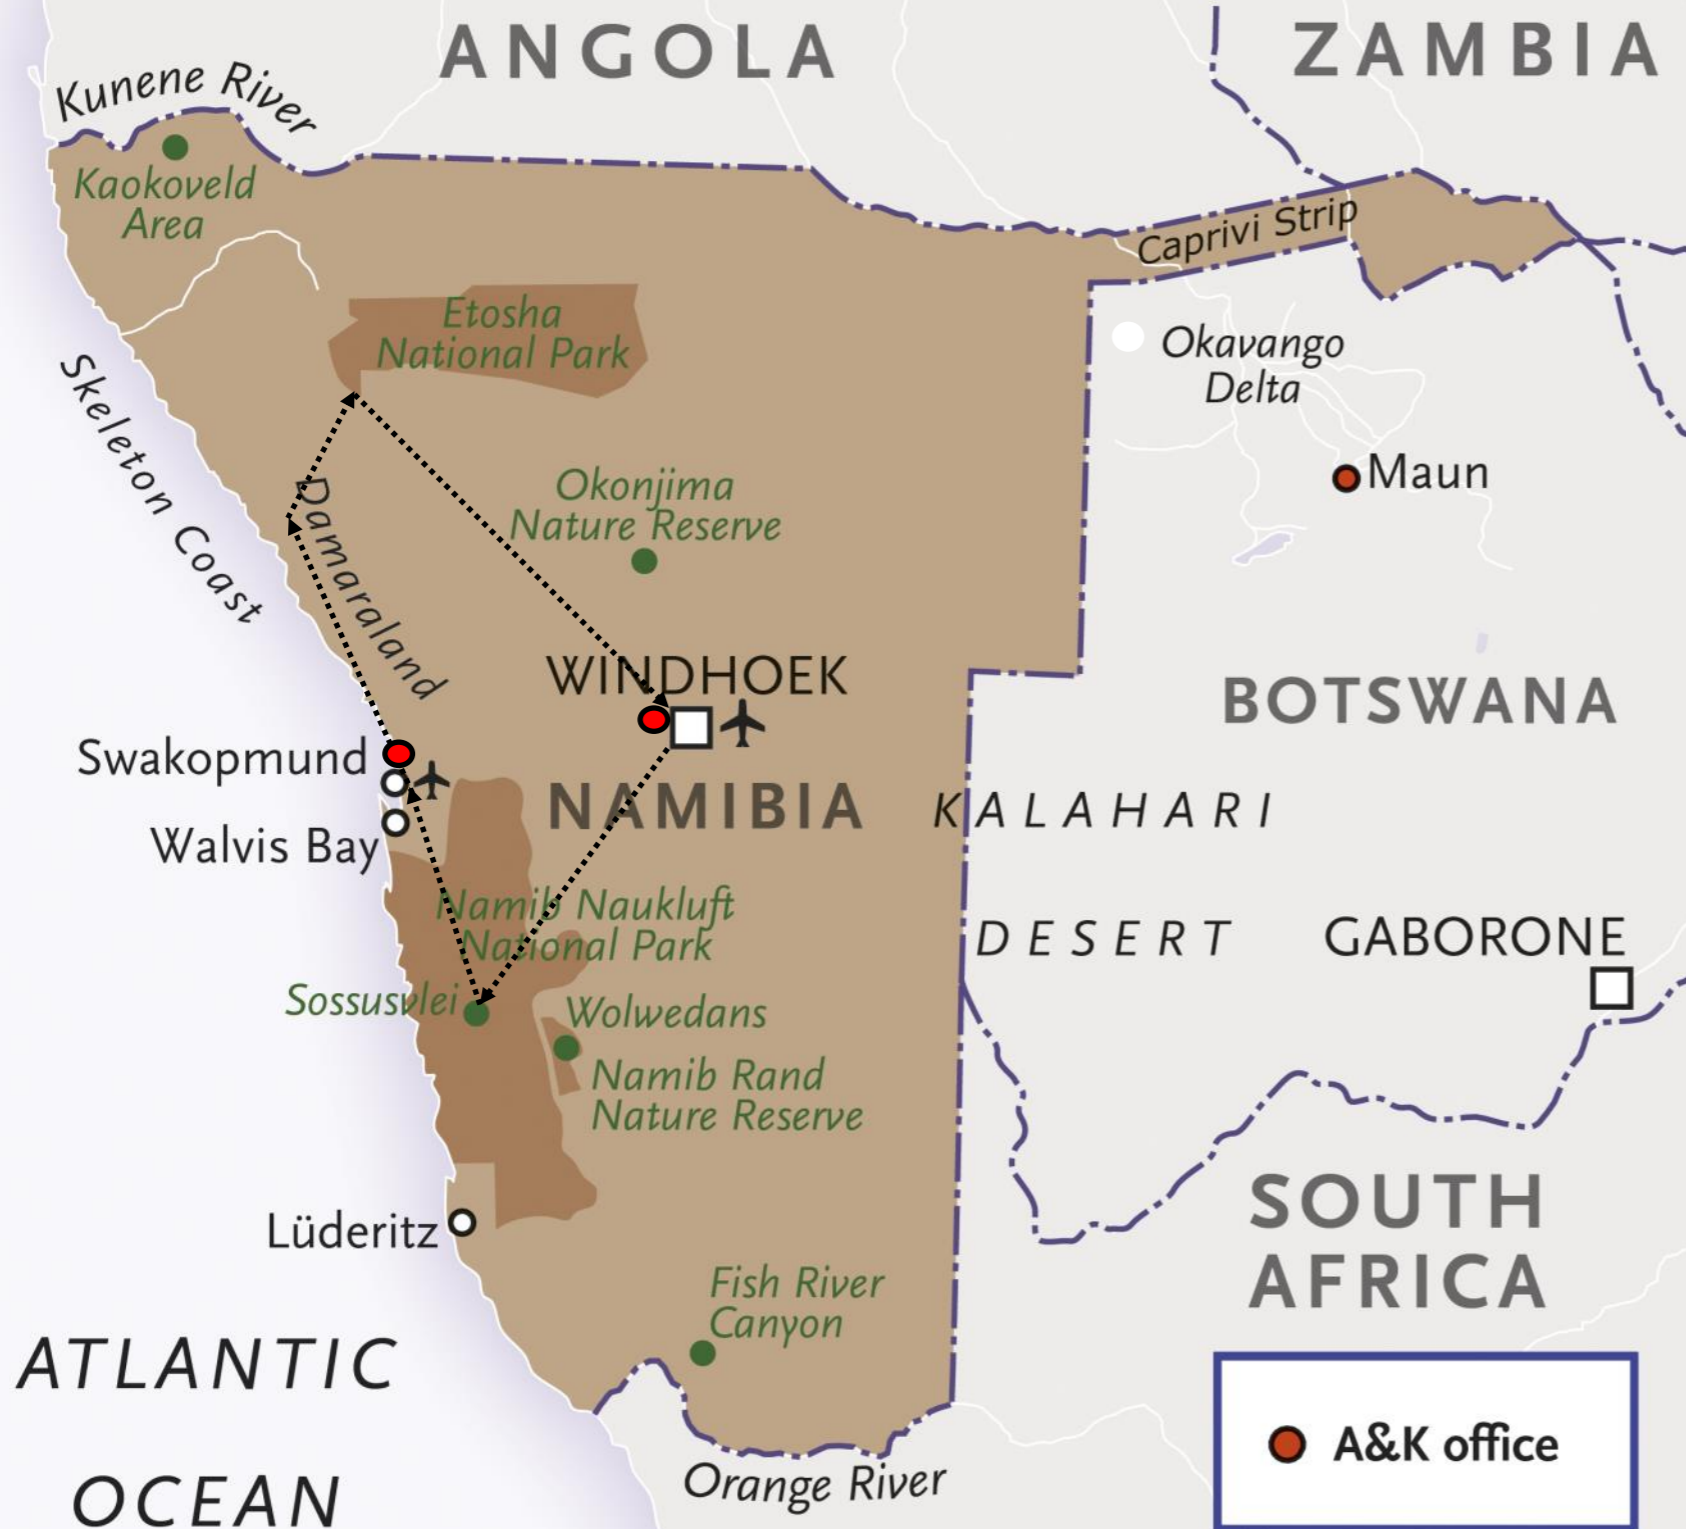 ANGOLA
ZAMBIA
Kunene River
Kaokoveld
Area
Caprivi Strip
Etosha
National Park
Okavango
Delta
Skeleton Coast
Maun
Damaraland
Okonjima
Nature Reserve
WINDHOEK
BOTSWANA
Swakopmund
NAMIBIA
KALAHARI
Walvis Bay
Namib Naukluft
National Park
DESERT
GABORONE
Sossusvlei
Wolwedans
Namib Rand
Nature Reserve
SOUTH
AFRICA
Lüderitz
Fish River
Canyon
ATLANTIC
OCEAN
Orange River
A&K office